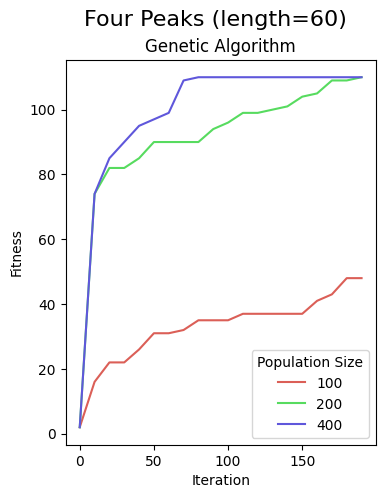 Four Peaks (length=60)
Genetic Algorithm
Fitness
100
80
60
40
20
0
Population Size
100
200
400
0 50 100 150
Iteration